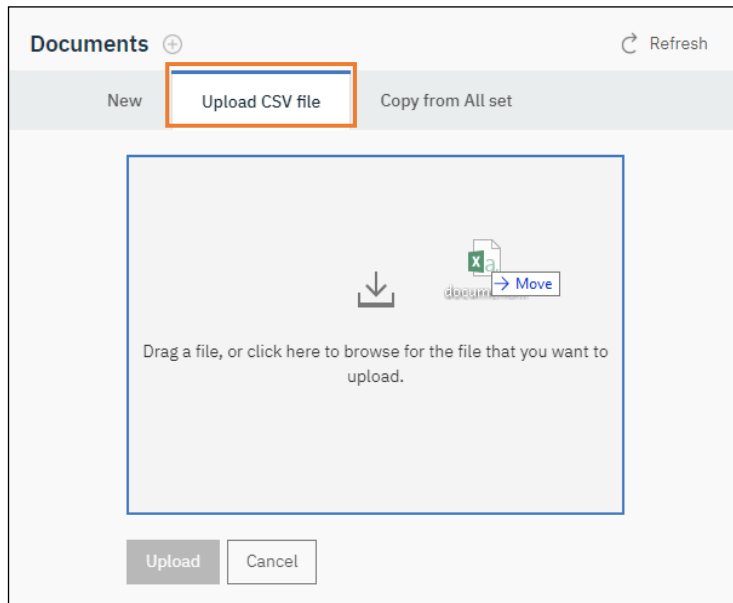 Documents
Refresh
New
Upload CSV file
Copy from All set
Move
Drag a file, or click here to browse for the file that you want to
upload.
Upload
Cancel